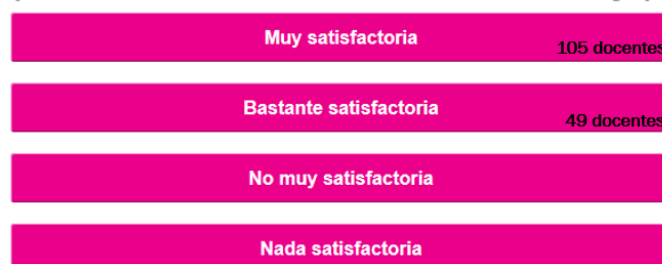 Muy satisfactoria
105 docentes
Bastante satisfactoria
49 docentes
No muy satisfactoria
Nada satisfactoria